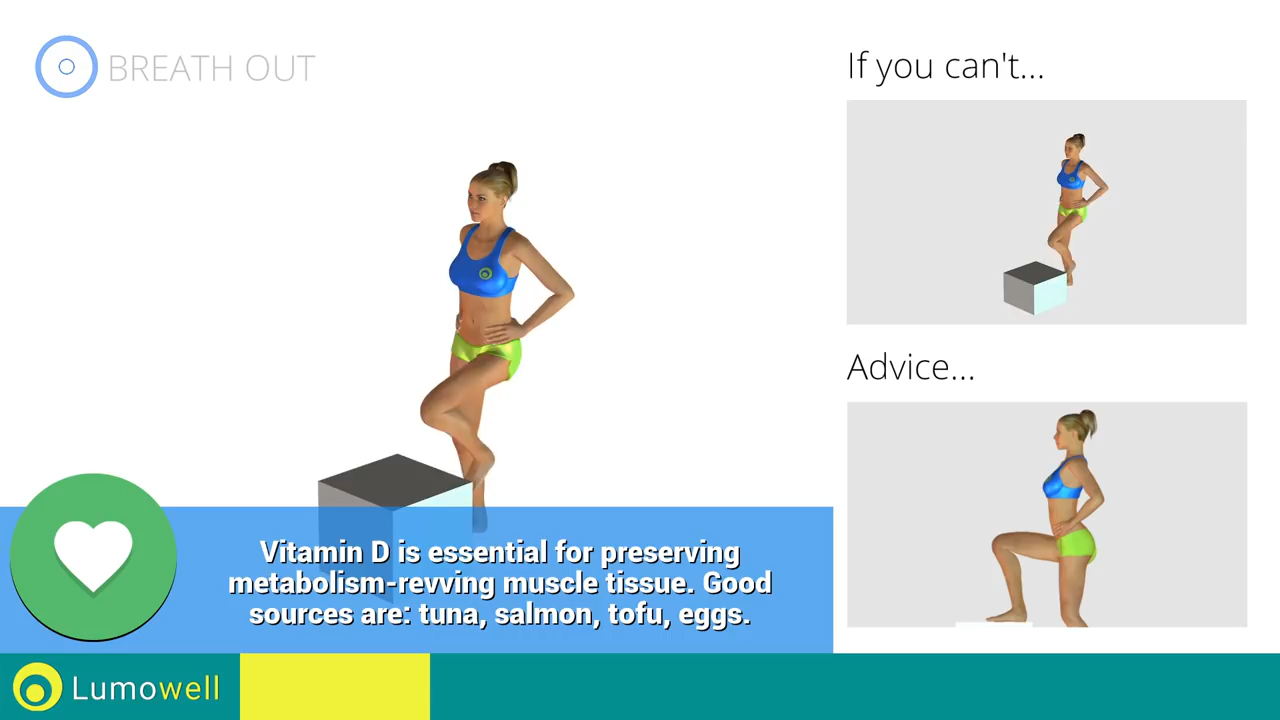 BREATH OUT
If you can't...
Advice...
Vitamin D is essential for preserving
metabolism-revving muscle tissue. Good
sources are: tuna, salmon, tofu, eggs.
Lumowell